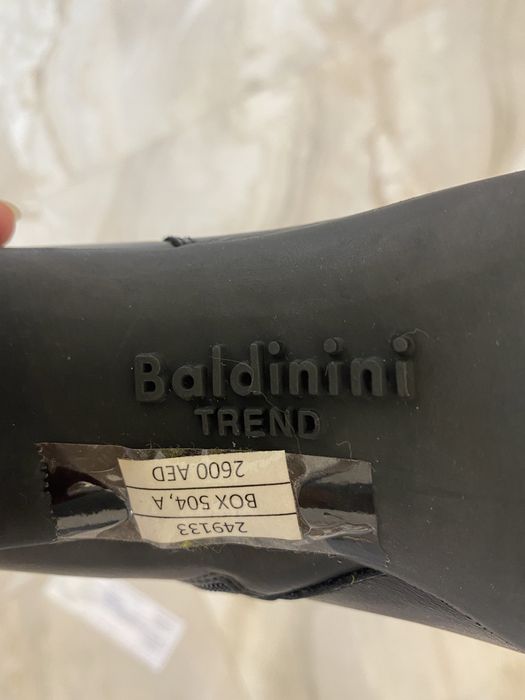 Baldinini
TREND
249133
BOX 504, A
2600 AED